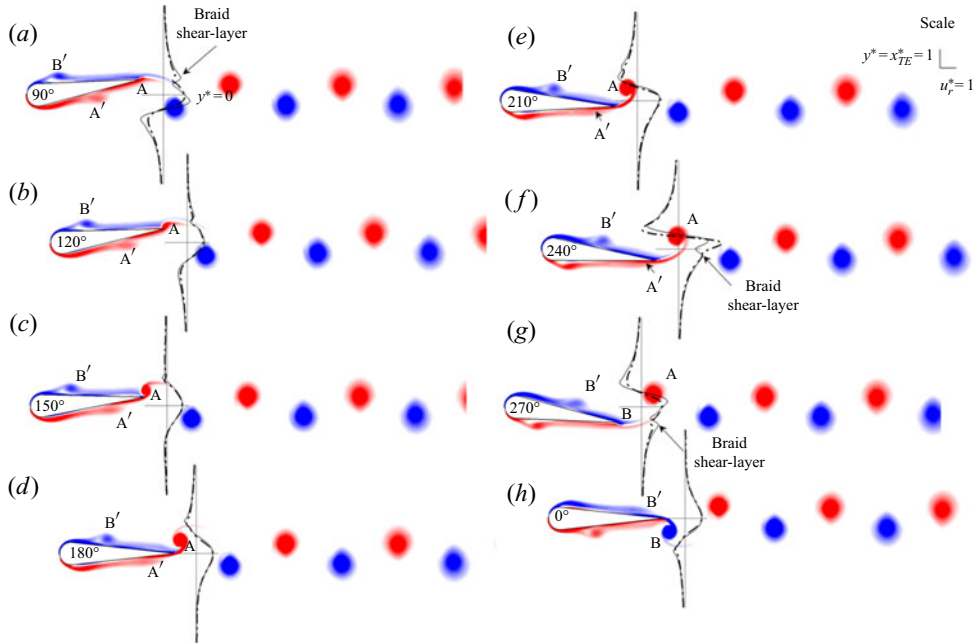 (a)
Braid
shear-layer
B′
90°
A
A′
y* = 0
(b)
B′
120°
A
A′
(c)
B′
150°
A
A′
(d)
B′
180°
A
A′
(e)
Scale
y* = x*TE = 1
u*r = 1
B′
210°
A
A′
(f)
B′
A
240°
A′
Braid
shear-layer
(g)
B′
A
270°
B
Braid
shear-layer
(h)
B′
0°
B